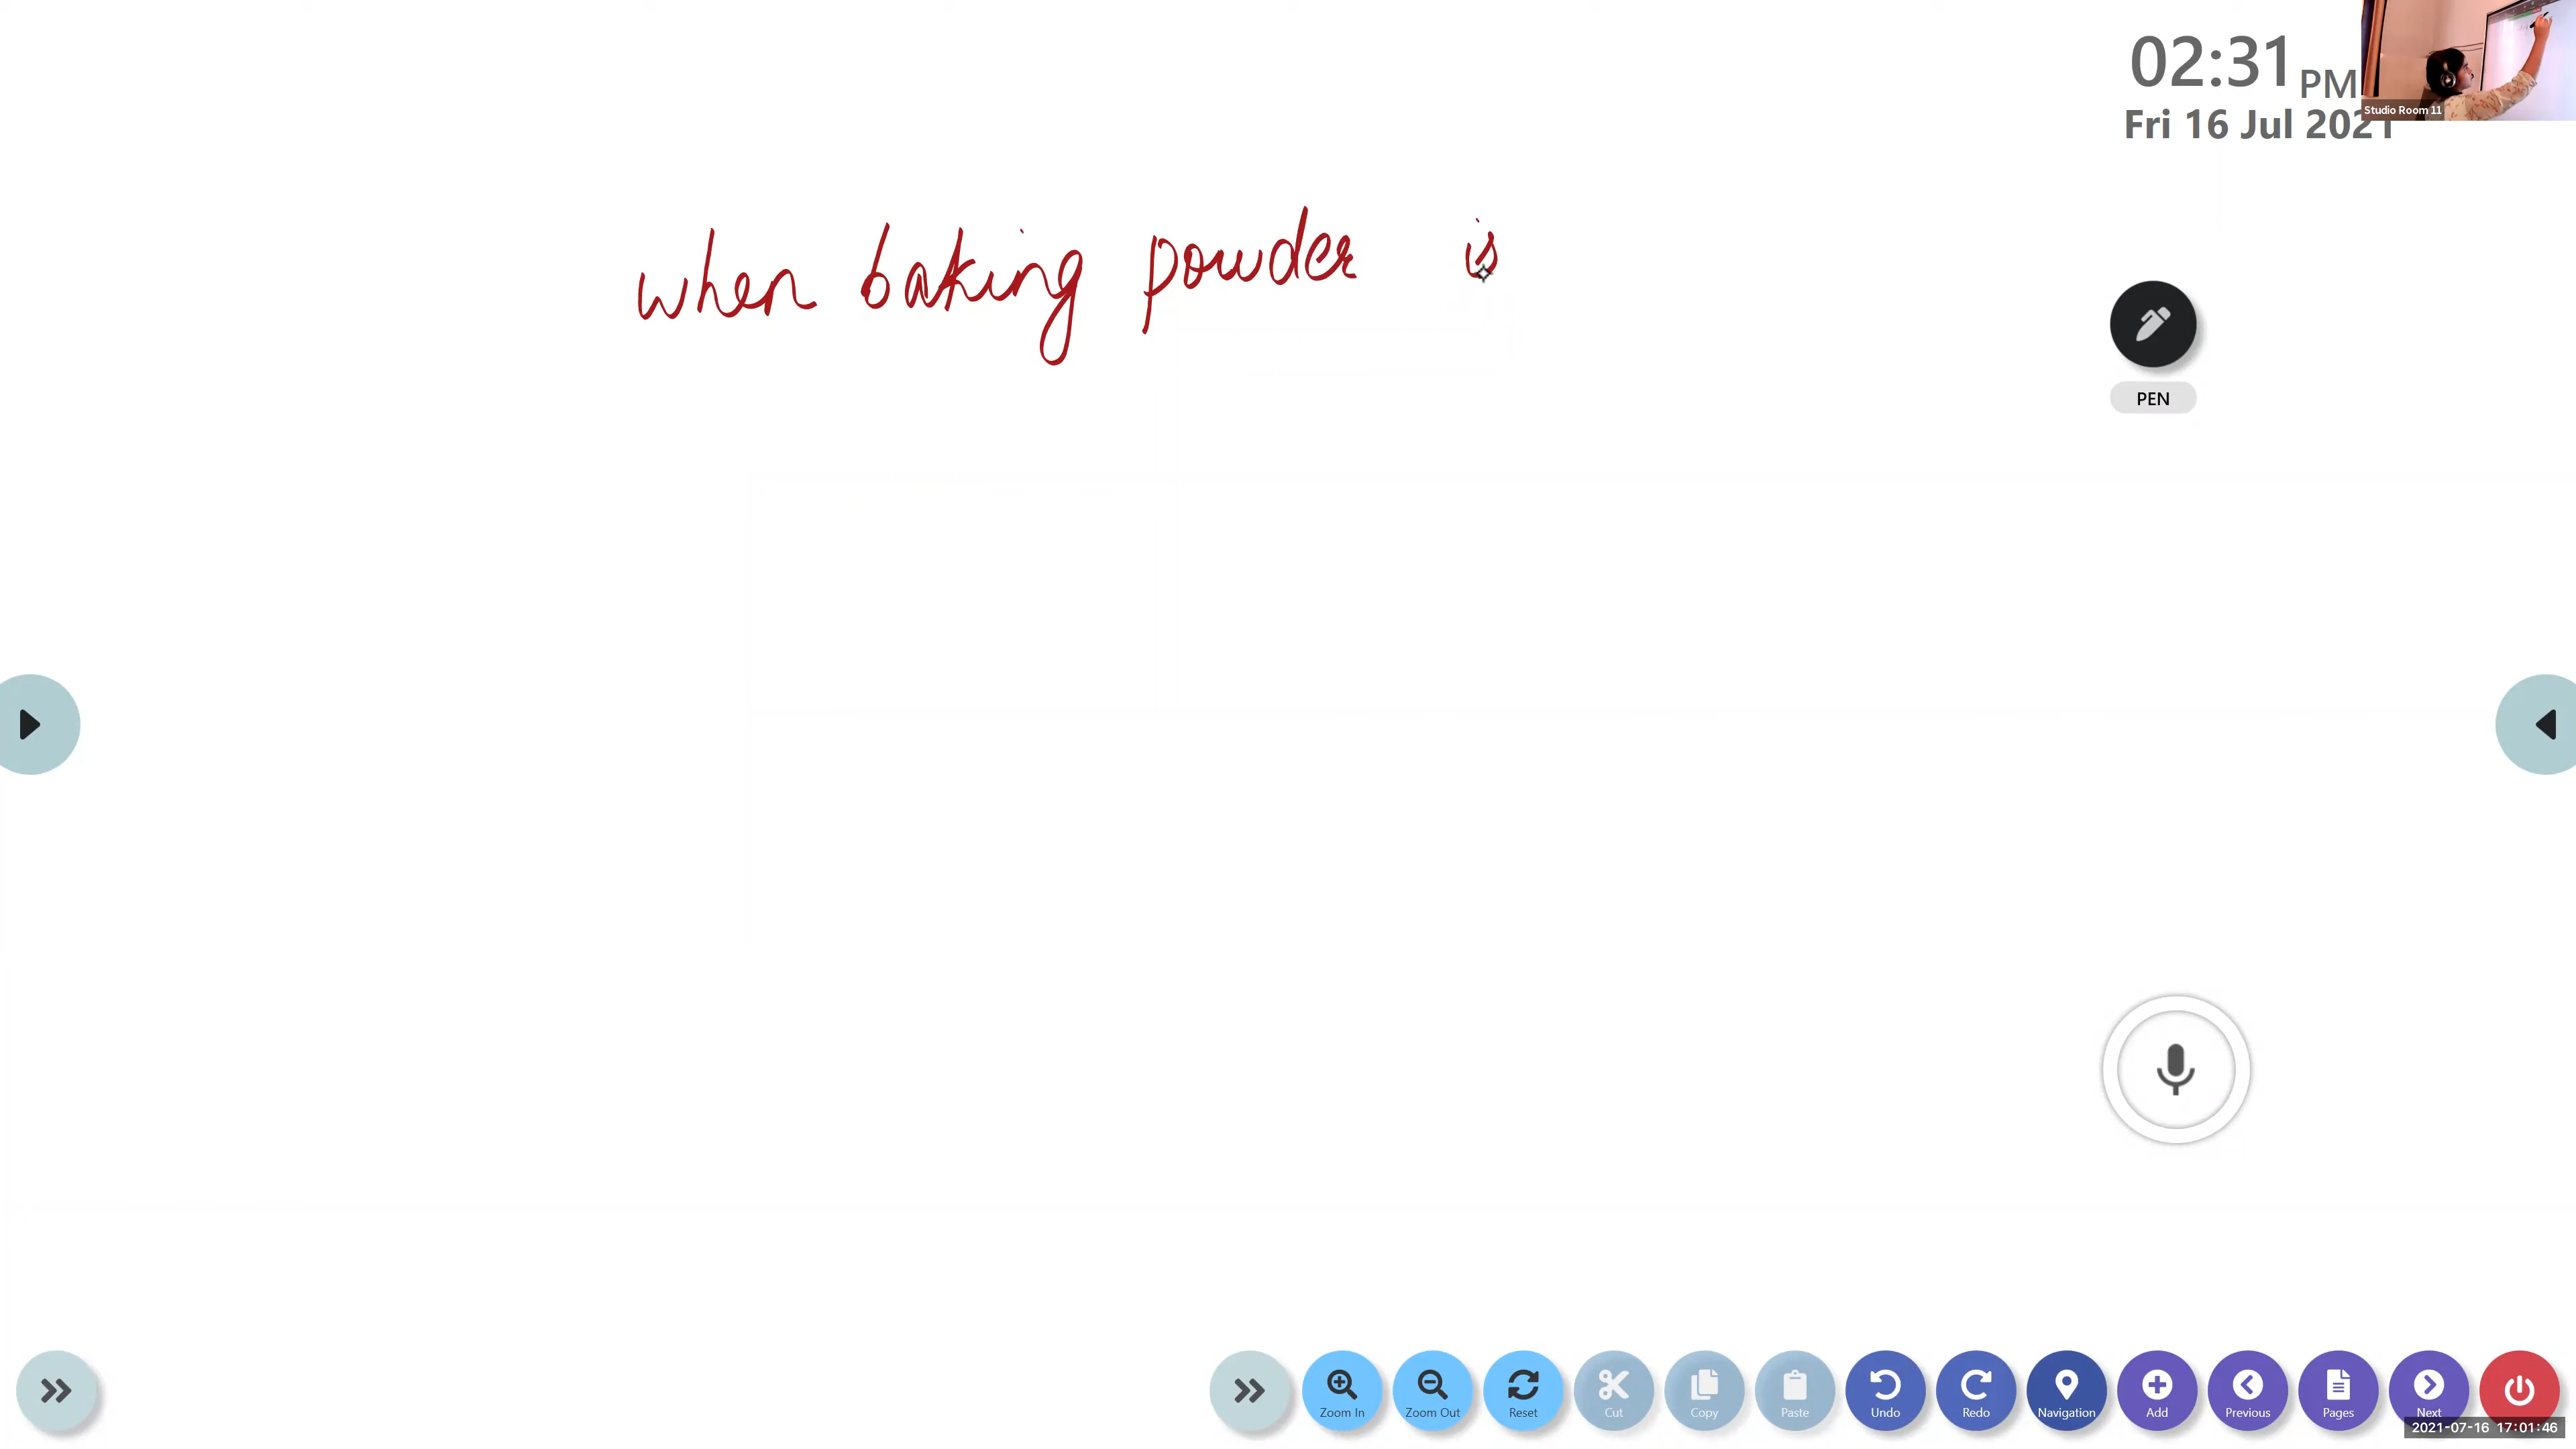 02:31 PM
Studio Room 11
Fri 16 Jul 2021
when baking powder is
PEN
Zoom In
Zoom Out
Reset
Cut
Copy
Paste
Undo
Redo
Navigation
Add
Previous
Pages
Next
2021-07-16 17:01:46